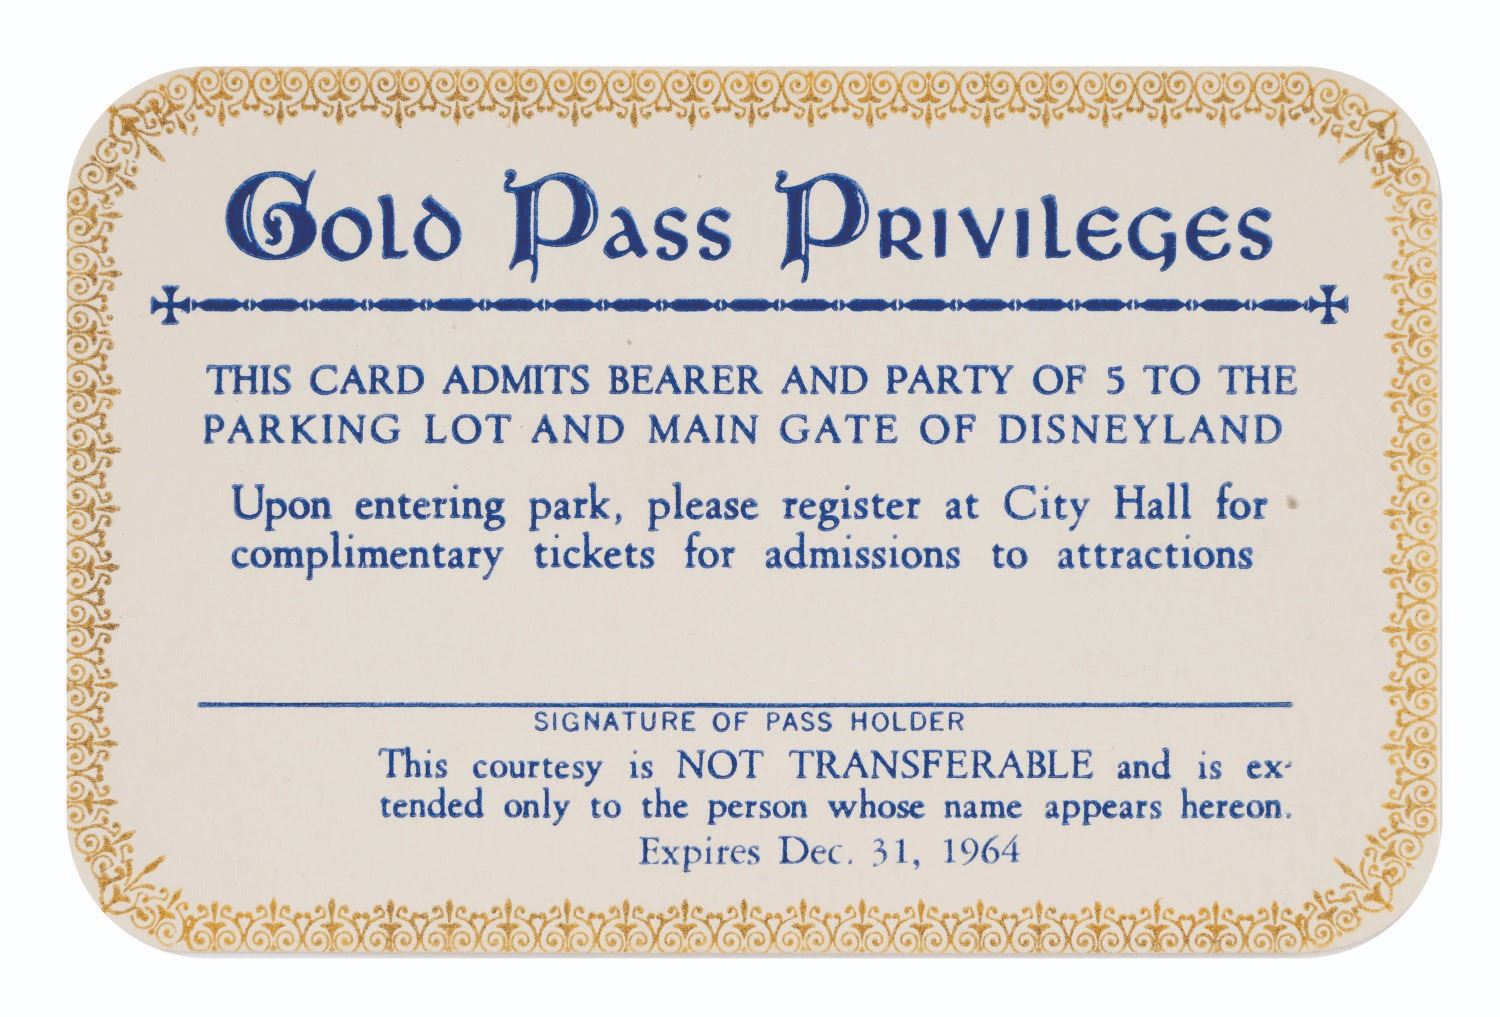 Gold Pass Privileges
THIS CARD ADMITS BEARER AND PARTY OF 5 TO THE
PARKING LOT AND MAIN GATE OF DISNEYLAND
Upon entering park, please register at City Hall for
complimentary tickets for admissions to attractions
SIGNATURE OF PASS HOLDER
This courtesy is NOT TRANSFERABLE and is ex-
tended only to the person whose name appears hereon.
Expires Dec. 31, 1964